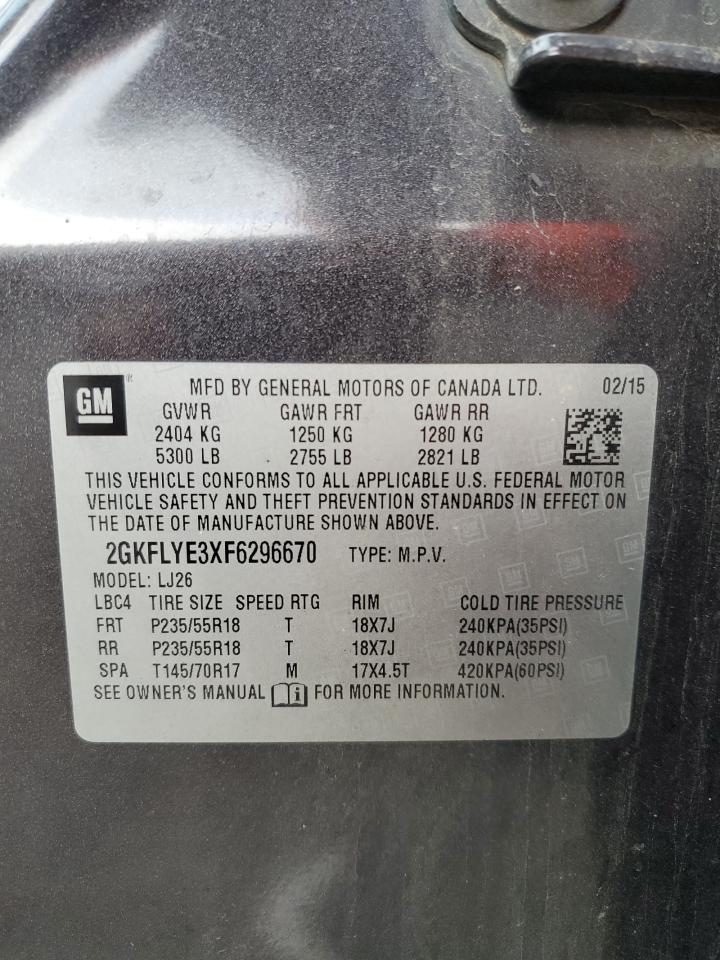 GM ® MFD BY GENERAL MOTORS OF CANADA LTD. 02/15
GVWR GAWR FRT GAWR RR
2404 KG 1250 KG 1280 KG
5300 LB 2755 LB 2821 LB
THIS VEHICLE CONFORMS TO ALL APPLICABLE U.S. FEDERAL MOTOR
VEHICLE SAFETY AND THEFT PREVENTION STANDARDS IN EFFECT ON
THE DATE OF MANUFACTURE SHOWN ABOVE.
2GKFLYE3XF6296670 TYPE: M.P.V.
MODEL: LJ26
LBC4 TIRE SIZE SPEED RTG RIM COLD TIRE PRESSURE
FRT P235/55R18 T 18X7J 240KPA(35PSI)
RR P235/55R18 T 18X7J 240KPA(35PSI)
SPA T145/70R17 M 17X4.5T 420KPA(60PSI)
SEE OWNER'S MANUAL i FOR MORE INFORMATION.